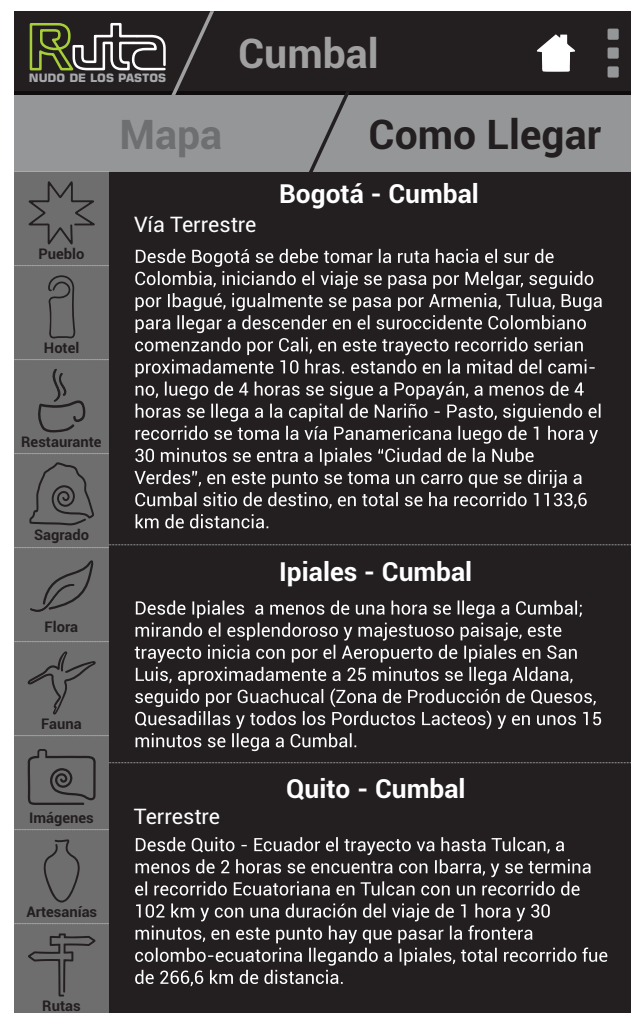 Ruta
NUDO DE LOS PASTOS
Cumbal
Mapa
Como Llegar
Pueblo
Hotel
Restaurante
Sagrado
Flora
Fauna
Imágenes
Artesanías
Rutas
Bogotá - Cumbal
Vía Terrestre
Desde Bogotá se debe tomar la ruta hacia el sur de
Colombia, iniciando el viaje se pasa por Melgar, seguido
por Ibagué, igualmente se pasa por Armenia, Tulua, Buga
para llegar a descender en el suroccidente Colombiano
comenzando por Cali, en este trayecto recorrido serian
proximadamente 10 hras. estando en la mitad del cami-
no, luego de 4 horas se sigue a Popayán, a menos de 4
horas se llega a la capital de Nariño - Pasto, siguiendo el
recorrido se toma la vía Panamericana luego de 1 hora y
30 minutos se entra a Ipiales “Ciudad de la Nube
Verdes”, en este punto se toma un carro que se dirija a
Cumbal sitio de destino, en total se ha recorrido 1133,6
km de distancia.
Ipiales - Cumbal
Desde Ipiales a menos de una hora se llega a Cumbal;
mirando el esplendoroso y majestuoso paisaje, este
trayecto inicia con por el Aeropuerto de Ipiales en San
Luis, aproximadamente a 25 minutos se llega Aldana,
seguido por Guachucal (Zona de Producción de Quesos,
Quesadillas y todos los Porductos Lacteos) y en unos 15
minutos se llega a Cumbal.
Quito - Cumbal
Terrestre
Desde Quito - Ecuador el trayecto va hasta Tulcan, a
menos de 2 horas se encuentra con Ibarra, y se termina
el recorrido Ecuatoriana en Tulcan con un recorrido de
102 km y con una duración del viaje de 1 hora y 30
minutos, en este punto hay que pasar la frontera
colombo-ecuatorina llegando a Ipiales, total recorrido fue
de 266,6 km de distancia.